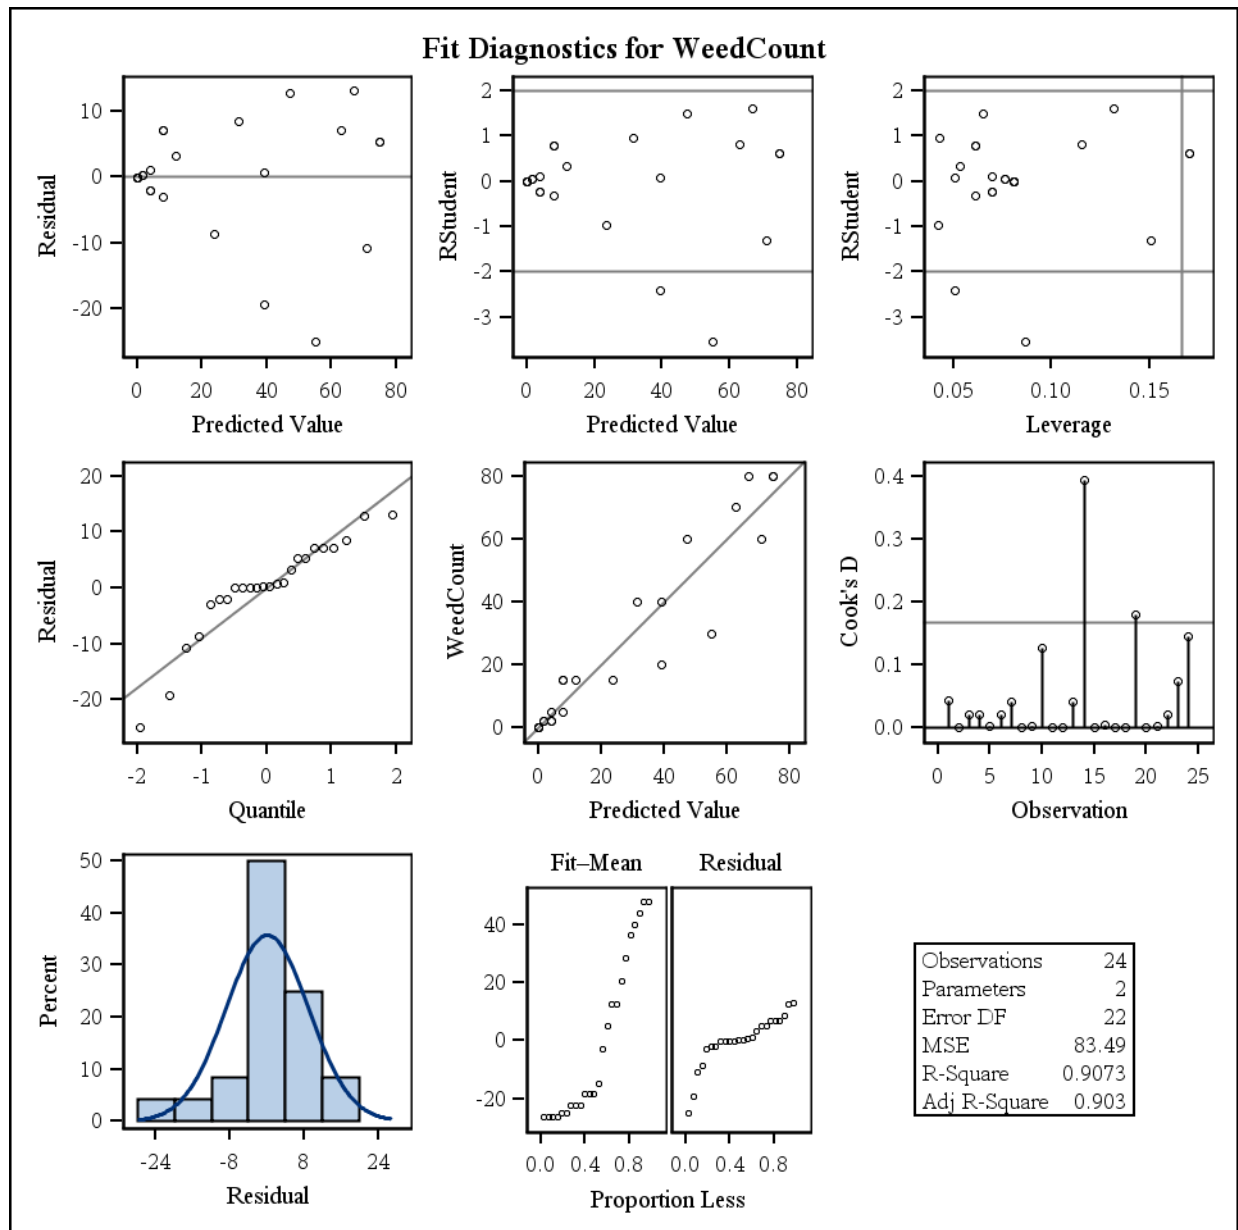 Fit Diagnostics for WeedCount
10
0
-10
-20
Residual
0 20 40 60 80
Predicted Value
2
1
0
-1
-2
-3
RStudent
0 20 40 60 80
Predicted Value
2
1
0
-1
-2
-3
RStudent
0.05 0.10 0.15
Leverage
20
10
0
-10
-20
Residual
-2 -1 0 1 2
Quantile
80
60
40
20
0
WeedCount
0 20 40 60 80
Predicted Value
0.4
0.3
0.2
0.1
0.0
Cook's D
0 5 10 15 20 25
Observation
50
40
30
20
10
0
Percent
-24 -8 8 24
Residual
Fit–Mean Residual
40
20
0
-20
0.0 0.4 0.8 0.0 0.4 0.8
Proportion Less
Observations 24
Parameters 2
Error DF 22
MSE 83.49
R-Square 0.9073
Adj R-Square 0.903